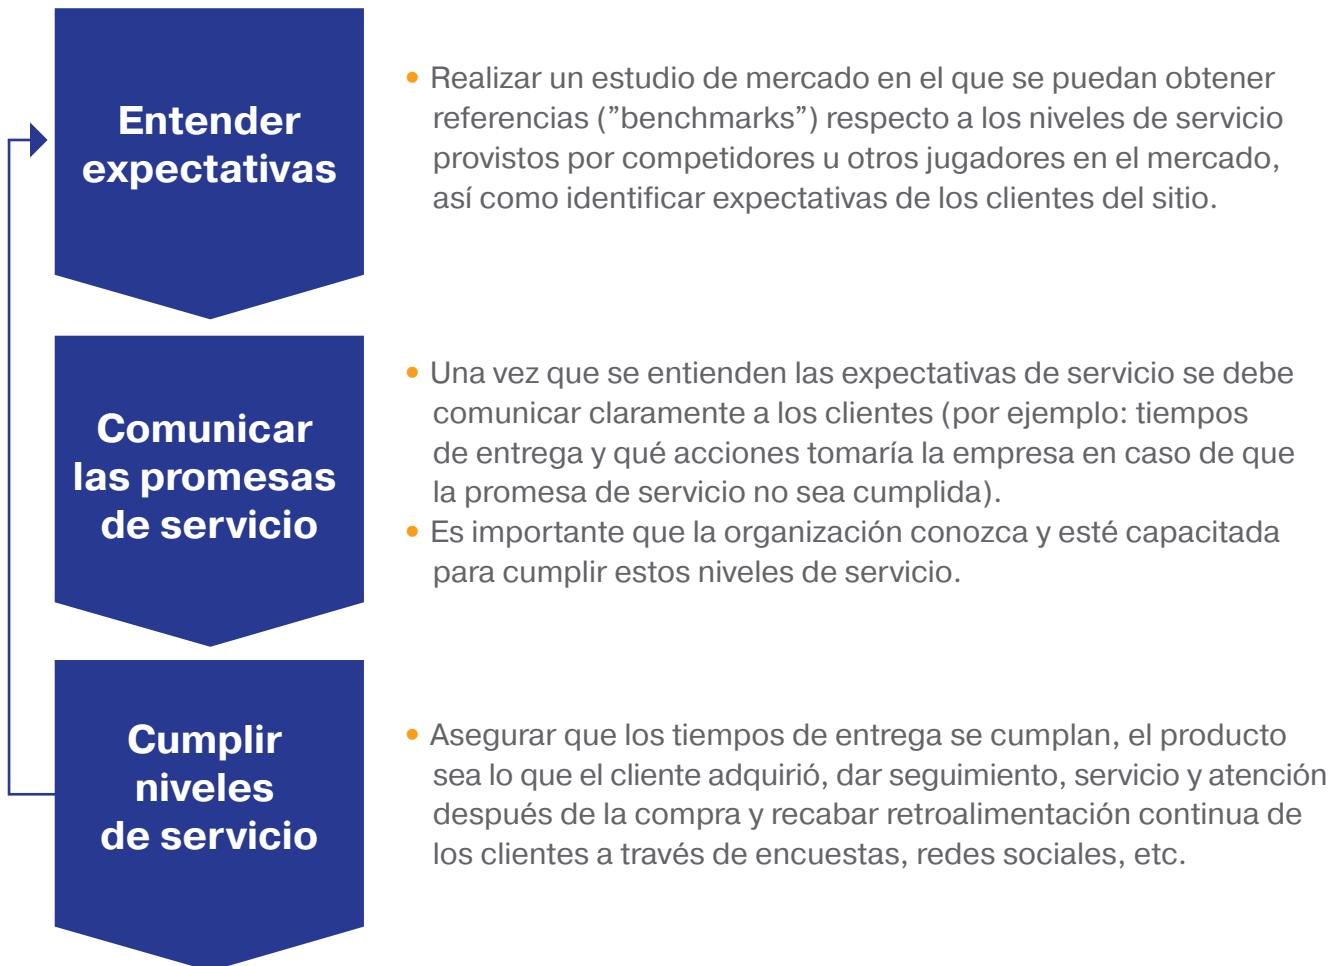 Entender
expectativas
• Realizar un estudio de mercado en el que se puedan obtener
referencias (”benchmarks”) respecto a los niveles de servicio
provistos por competidores u otros jugadores en el mercado,
así como identificar expectativas de los clientes del sitio.
Comunicar
las promesas
de servicio
• Una vez que se entienden las expectativas de servicio se debe
comunicar claramente a los clientes (por ejemplo: tiempos
de entrega y qué acciones tomaría la empresa en caso de que
la promesa de servicio no sea cumplida).
• Es importante que la organización conozca y esté capacitada
para cumplir estos niveles de servicio.
Cumplir
niveles
de servicio
• Asegurar que los tiempos de entrega se cumplan, el producto
sea lo que el cliente adquirió, dar seguimiento, servicio y atención
después de la compra y recabar retroalimentación continua de
los clientes a través de encuestas, redes sociales, etc.